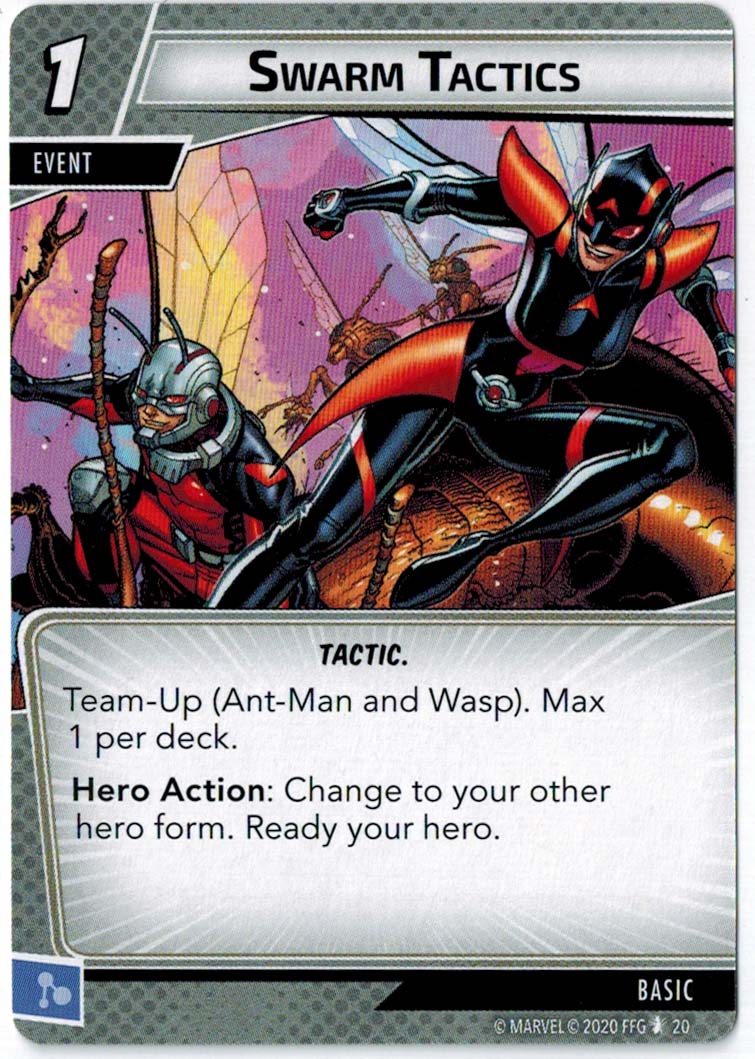 1
SWARM TACTICS
EVENT
TACTIC.
Team-Up (Ant-Man and Wasp). Max
1 per deck.
Hero Action: Change to your other
hero form. Ready your hero.
BASIC
© MARVEL © 2020 FFG 20